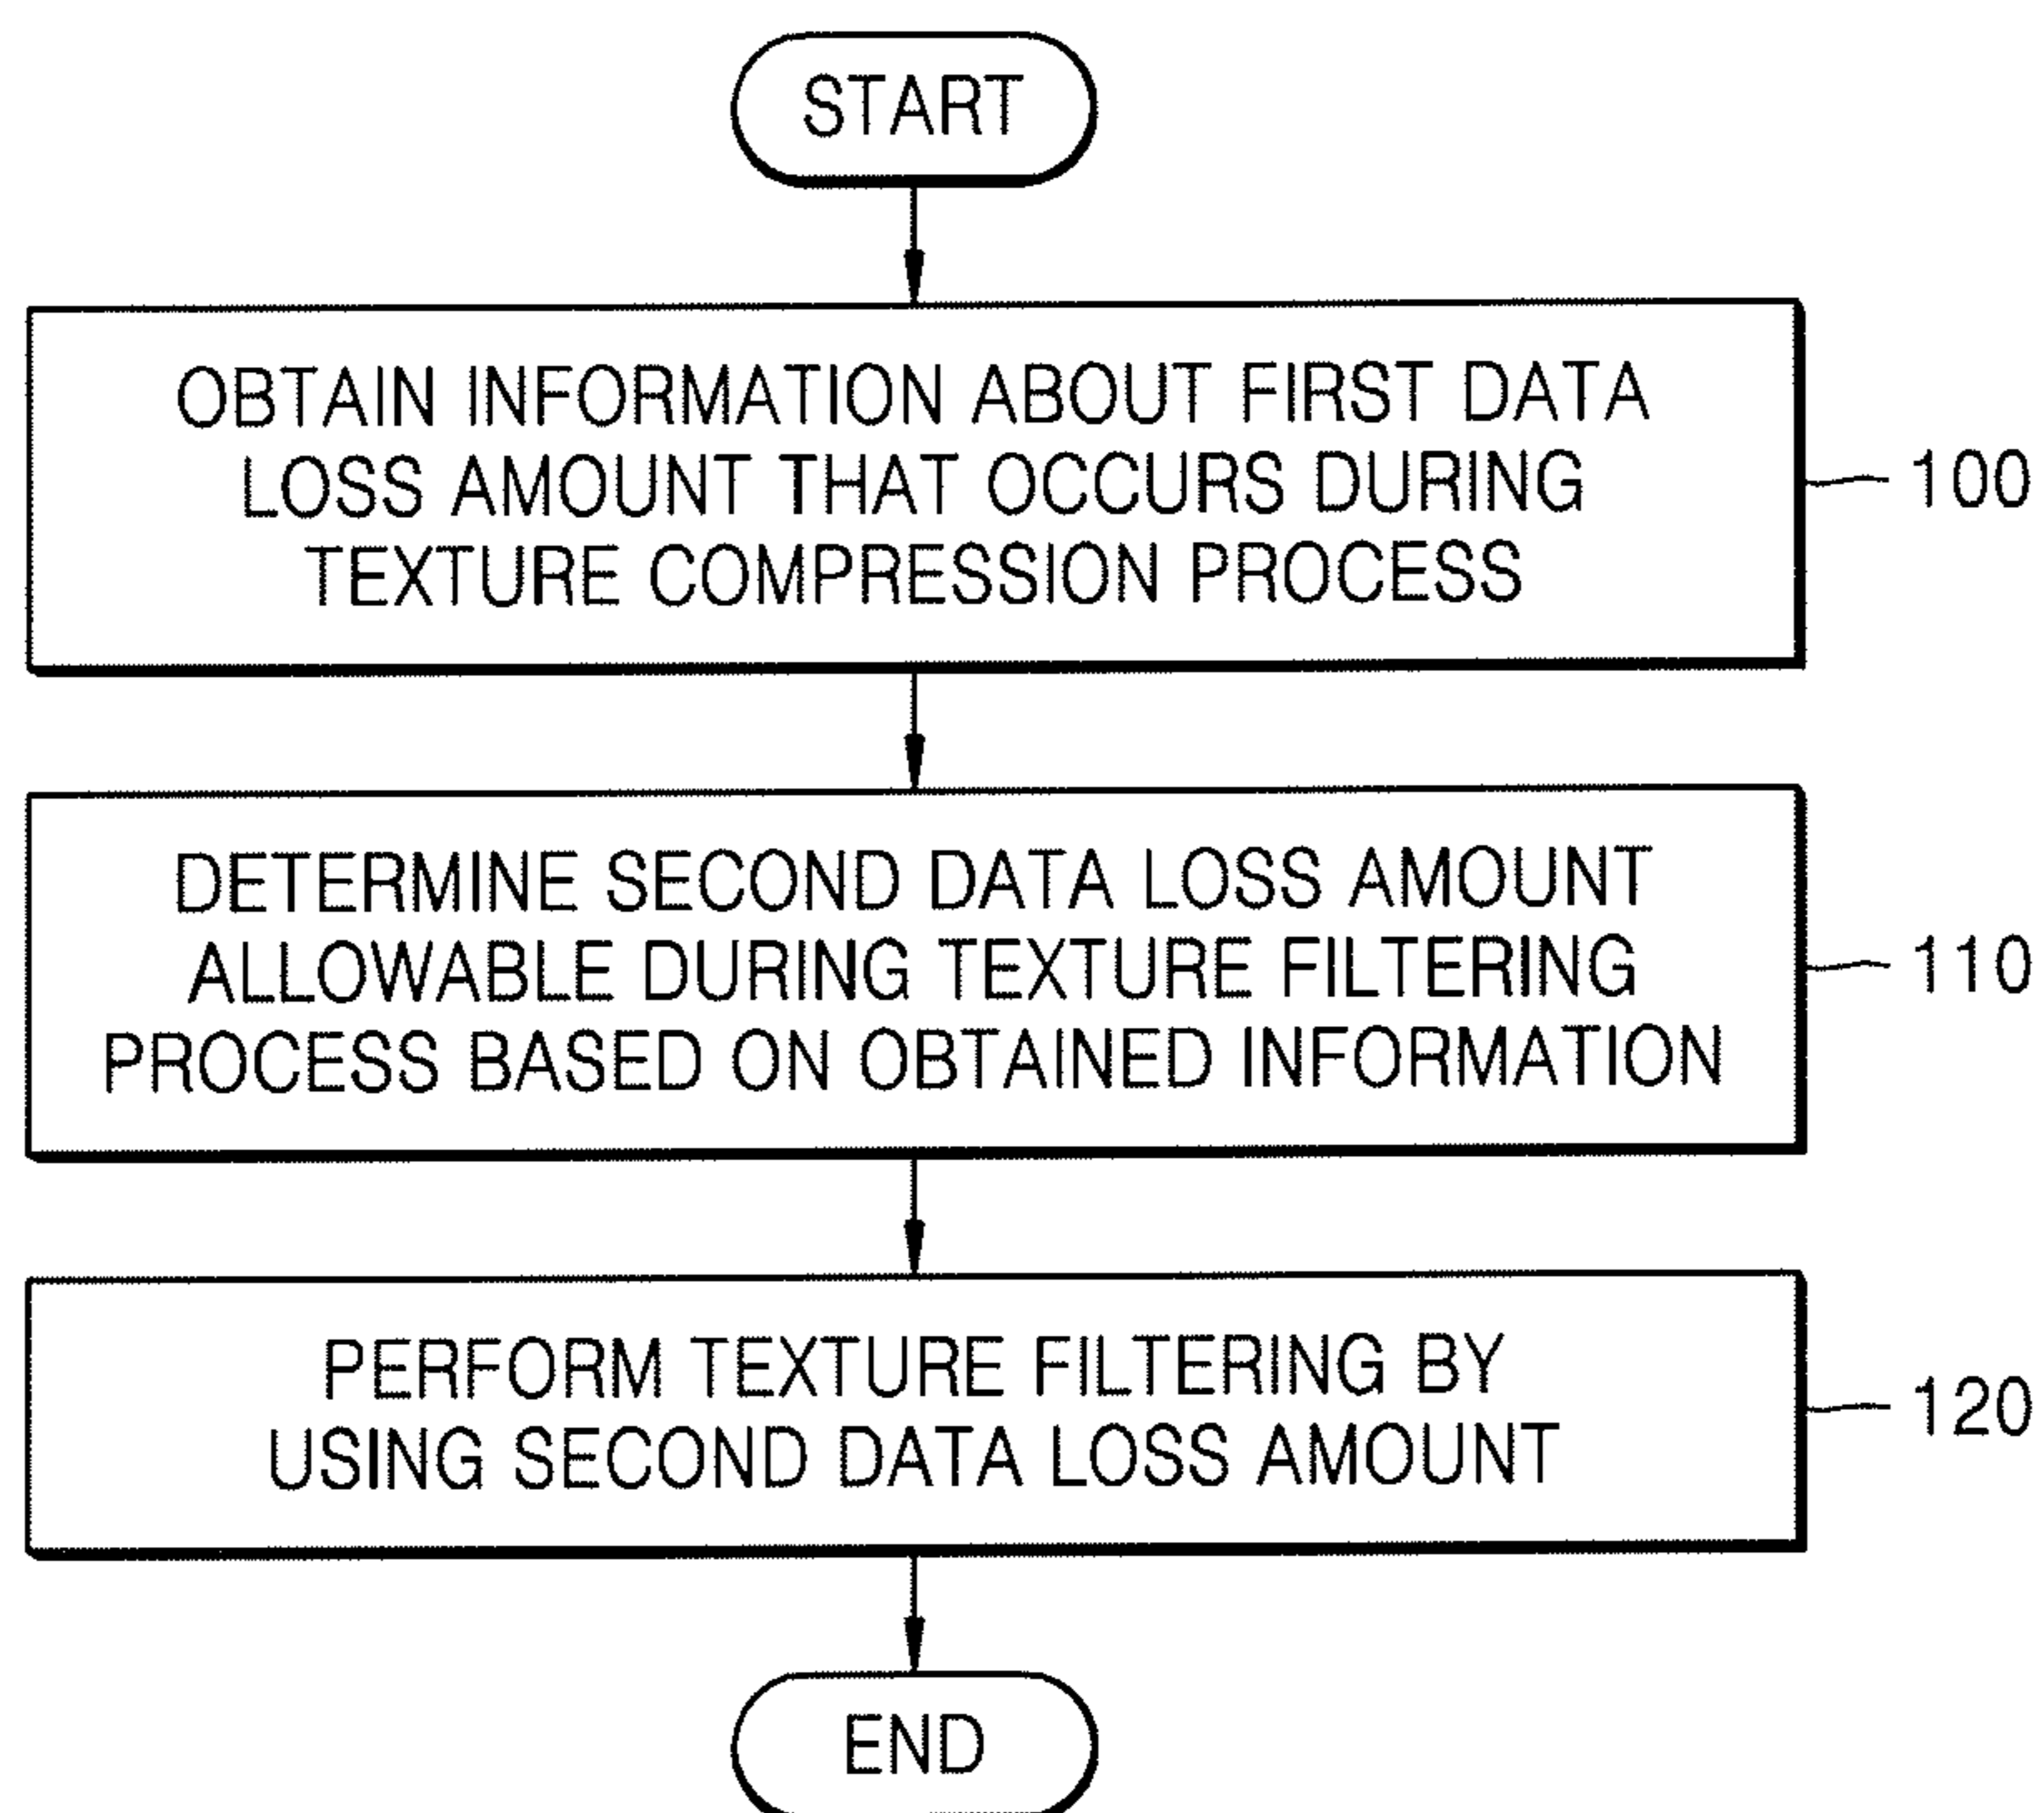 START
OBTAIN INFORMATION ABOUT FIRST DATA
LOSS AMOUNT THAT OCCURS DURING
TEXTURE COMPRESSION PROCESS
100
DETERMINE SECOND DATA LOSS AMOUNT
ALLOWABLE DURING TEXTURE FILTERING
PROCESS BASED ON OBTAINED INFORMATION
110
PERFORM TEXTURE FILTERING BY
USING SECOND DATA LOSS AMOUNT
120
END